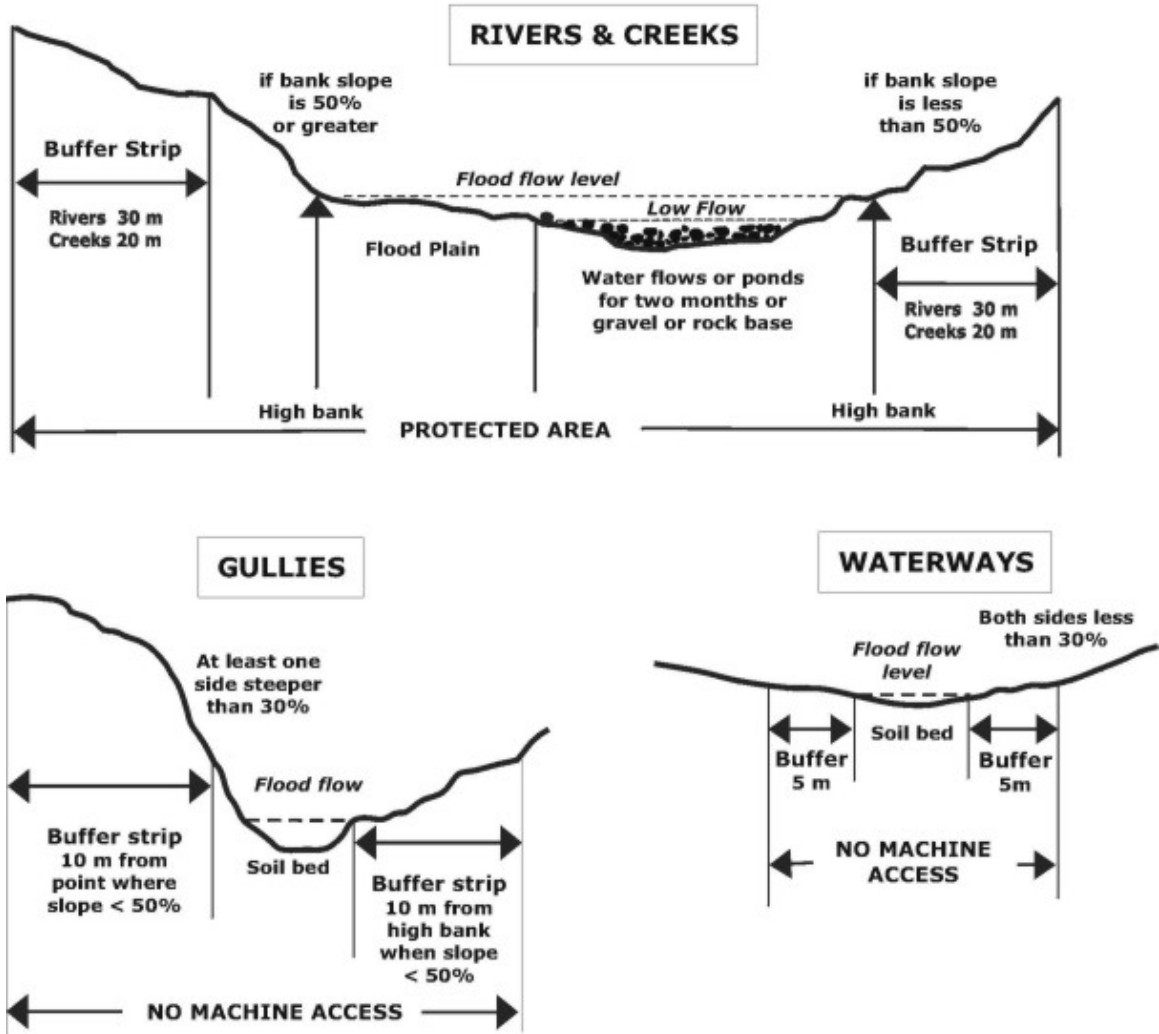 RIVERS & CREEKS
if bank slope
is 50%
or greater
if bank slope
is less
than 50%
Buffer Strip
Rivers 30 m
Creeks 20 m
Flood flow level
Low Flow
Flood Plain
Water flows or ponds
for two months or
gravel or rock base
Buffer Strip
Rivers 30 m
Creeks 20 m
High bank
High bank
PROTECTED AREA
GULLIES
At least one
side steeper
than 30%
Flood flow
Soil bed
Buffer strip
10 m from
point where
slope < 50%
Buffer strip
10 m from
high bank
when slope
< 50%
NO MACHINE ACCESS
WATERWAYS
Both sides less
than 30%
Flood flow
level
Soil bed
Buffer
5 m
Buffer
5m
NO MACHINE
ACCESS